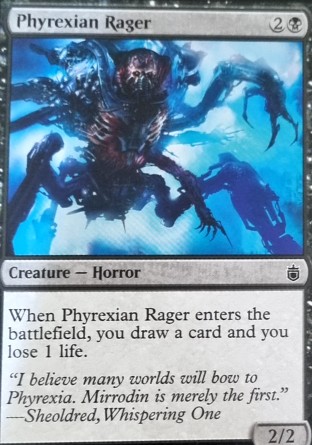 Phyrexian Rager 2
Creature — Horror
When Phyrexian Rager enters the
battlefield, you draw a card and you
lose 1 life.
“I believe many worlds will bow to
Phyrexia. Mirrodin is merely the first.”
—Sheoldred, Whispering One
2/2